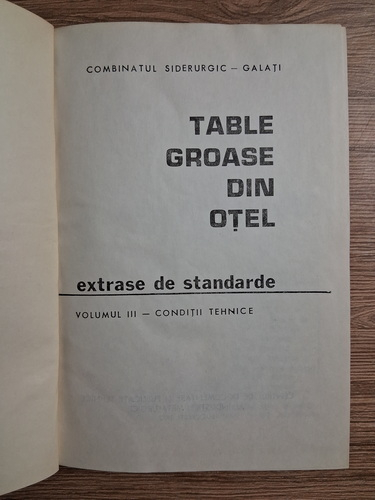 COMBINATUL SIDERURGIC – GALAȚI
TABLE
GROASE
DIN
OȚEL
extrase de standarde
VOLUMUL III – CONDIȚII TEHNICE